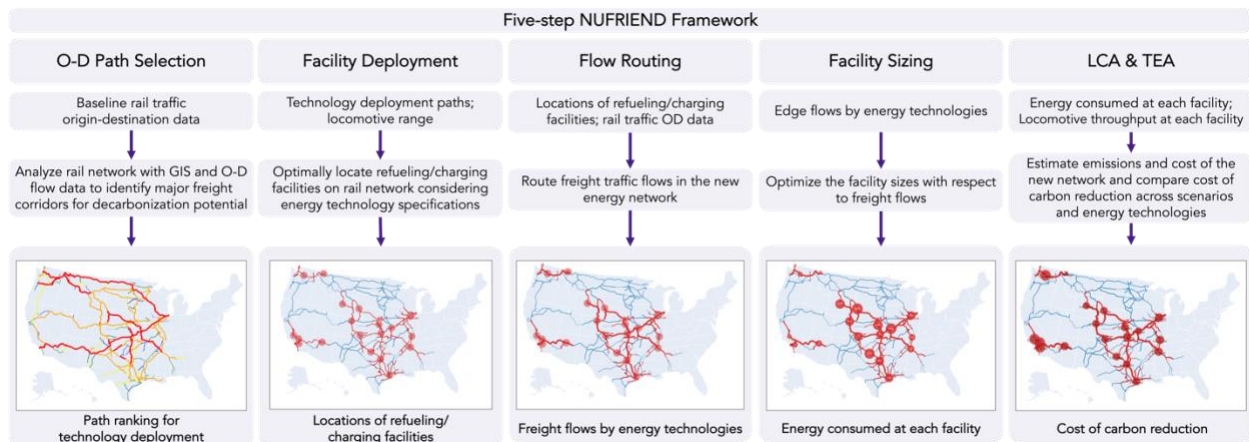 Five-step NUFRIEND Framework
O-D Path Selection
Baseline rail traffic
origin-destination data
Analyze rail network with GIS and O-D
flow data to identify major freight
corridors for decarbonization potential
Path ranking for
technology deployment
Facility Deployment
Technology deployment paths;
locomotive range
Optimally locate refueling/charging
facilities on rail network considering
energy technology specifications
Locations of refueling/
charging facilities
Flow Routing
Locations of refueling/charging
facilities; rail traffic OD data
Route freight traffic flows in the new
energy network
Freight flows by energy technologies
Facility Sizing
Edge flows by energy technologies
Optimize the facility sizes with respect
to freight flows
Energy consumed at each facility
LCA & TEA
Energy consumed at each facility;
Locomotive throughput at each facility
Estimate emissions and cost of the
new network and compare cost of
carbon reduction across scenarios
and energy technologies
Cost of carbon reduction